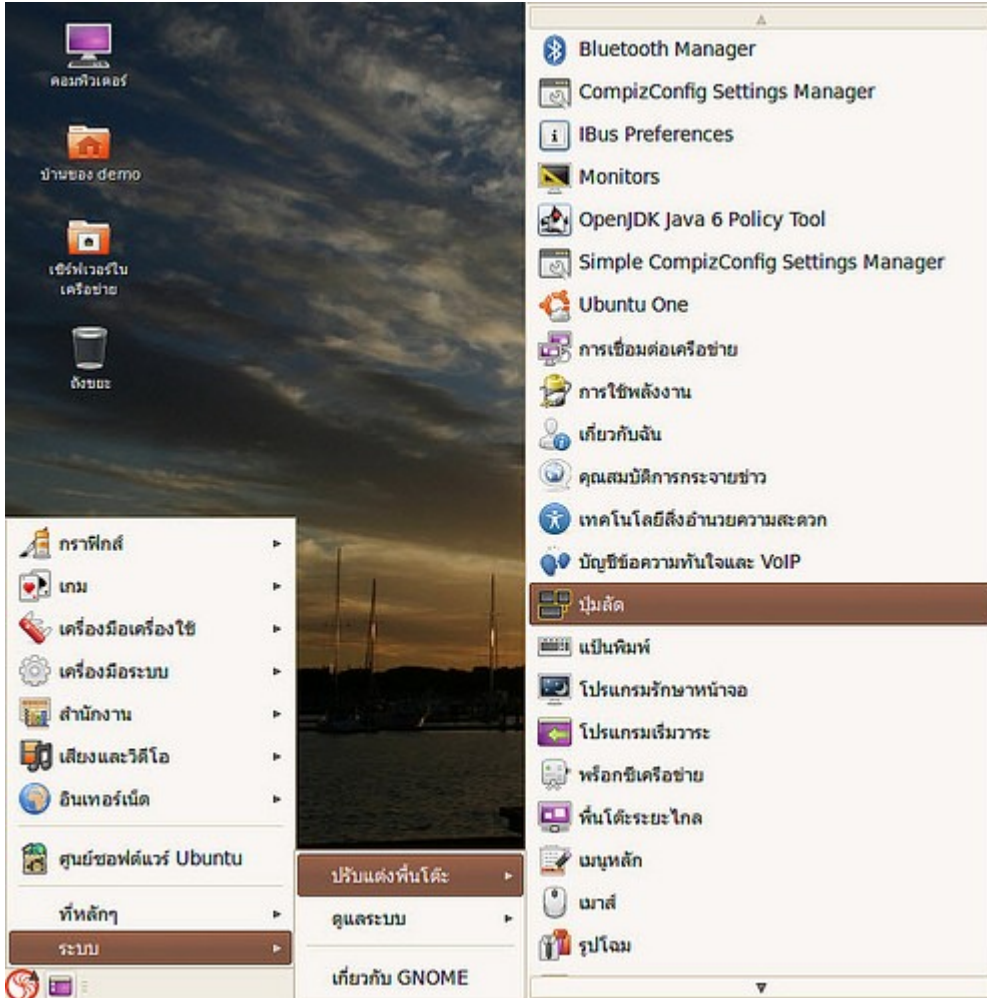 คอมพิวเตอร์
บ้านของ demo
เซิร์ฟเวอร์ใน
เครือข่าย
ถังขยะ
กราฟิกส์
เกม
เครื่องมือเครื่องใช้
เครื่องมือระบบ
สำนักงาน
เสียงและวิดีโอ
อินเทอร์เน็ต
ศูนย์ซอฟต์แวร์ Ubuntu
ที่หลักๆ
ระบบ
ปรับแต่งพื้นโต๊ะ
ดูแลระบบ
เกี่ยวกับ GNOME
Bluetooth Manager
CompizConfig Settings Manager
IBus Preferences
Monitors
OpenJDK Java 6 Policy Tool
Simple CompizConfig Settings Manager
Ubuntu One
การเชื่อมต่อเครือข่าย
การใช้พลังงาน
เกี่ยวกับฉัน
คุณสมบัติการกระจายข่าว
เทคโนโลยีสิ่งอำนวยความสะดวก
บัญชีข้อความทันใจและ VoIP
ปุ่มลัด
แป้นพิมพ์
โปรแกรมรักษาหน้าจอ
โปรแกรมเริ่มวาระ
พร็อกซีเครือข่าย
พื้นโต๊ะระยะไกล
เมนูหลัก
เมาส์
รูปโฉม